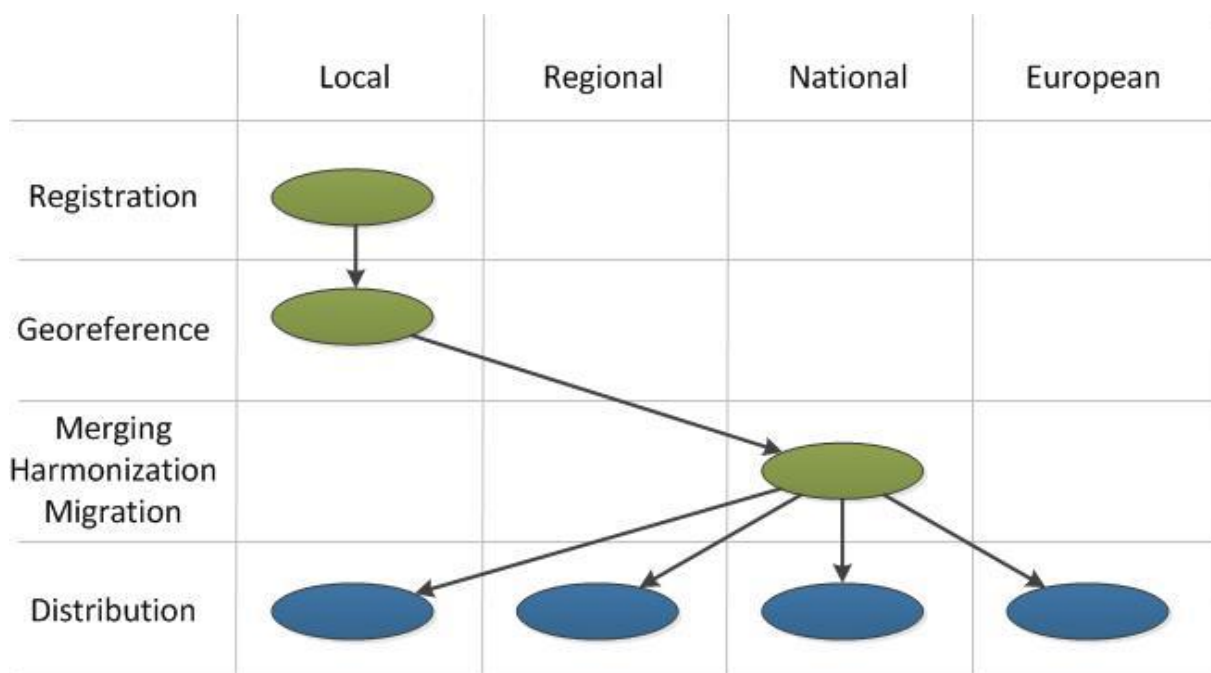 Local Regional National European
Registration
Georeference
Merging
Harmonization
Migration
Distribution